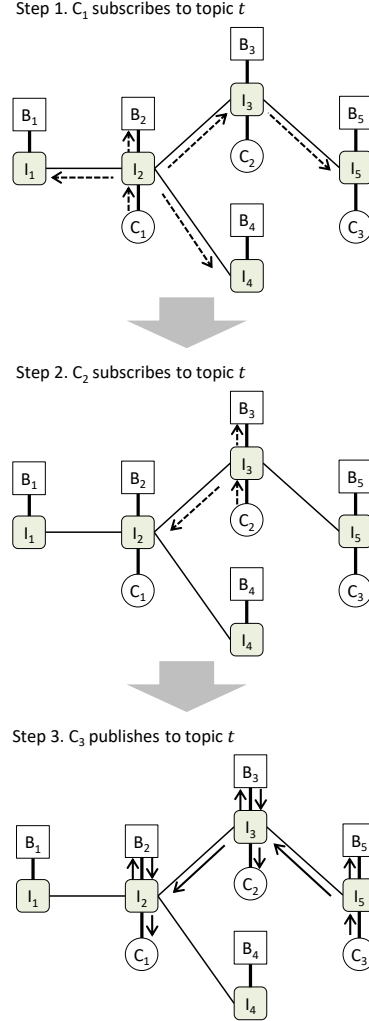 Step 1. C₁ subscribes to topic t
B₃
B₁
B₂
I₃
B₅
I₁
I₂
C₂
I₅
B₄
C₁
C₃
I₄
Step 2. C₂ subscribes to topic t
B₃
B₁
B₂
I₃
B₅
I₁
I₂
C₂
I₅
B₄
C₁
C₃
I₄
Step 3. C₃ publishes to topic t
B₃
B₁
B₂
I₃
B₅
I₁
I₂
C₂
I₅
B₄
C₁
C₃
I₄